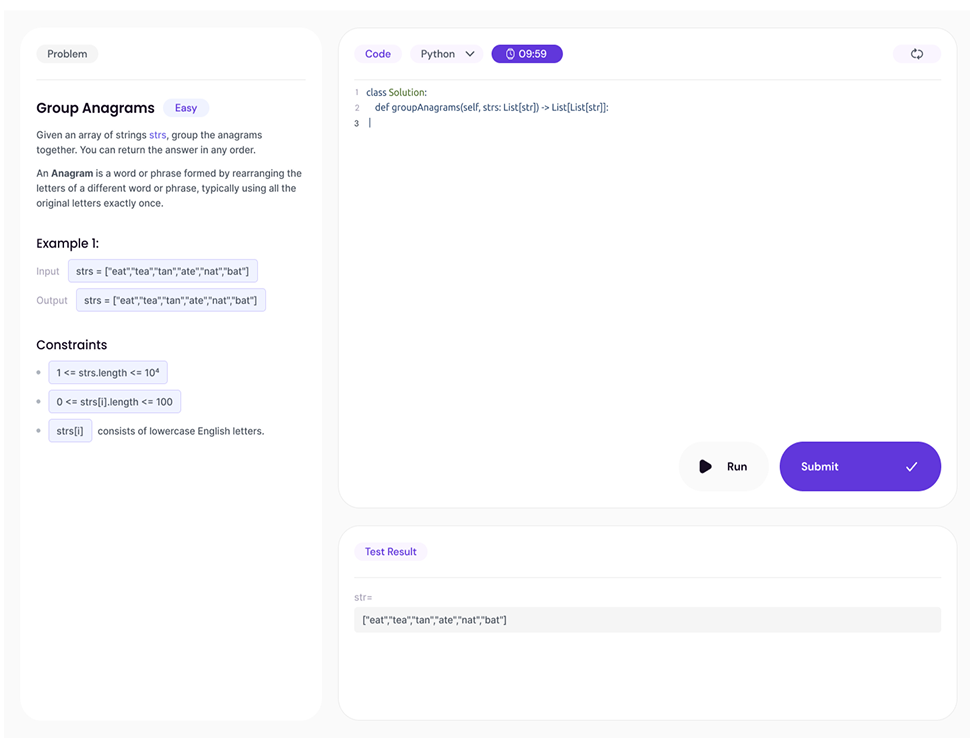 Problem
Group Anagrams Easy
Given an array of strings strs, group the anagrams
together. You can return the answer in any order.
An Anagram is a word or phrase formed by rearranging the
letters of a different word or phrase, typically using all the
original letters exactly once.
Example 1:
Input strs = ["eat","tea","tan","ate","nat","bat"]
Output strs = ["eat","tea","tan","ate","nat","bat"]
Constraints
1 <= strs.length <= 10⁴
0 <= strs[i].length <= 100
strs[i] consists of lowercase English letters.
Code Python 09:59
1 class Solution:
2 def groupAnagrams(self, strs: List[str]) -> List[List[str]]:
3
Run Submit
Test Result
str=
["eat","tea","tan","ate","nat","bat"]